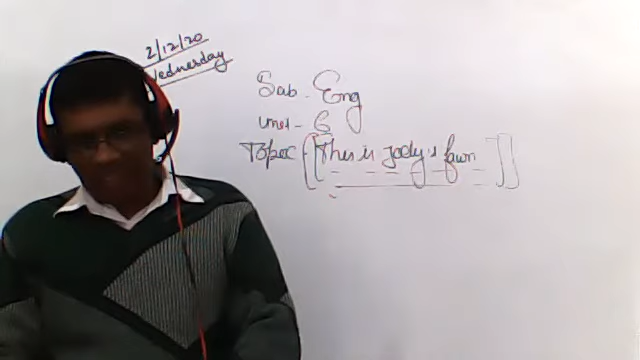 2/12/20
Wednesday
Sub - Eng
Unit - 6
Topic [[This is Jody's fawn]]